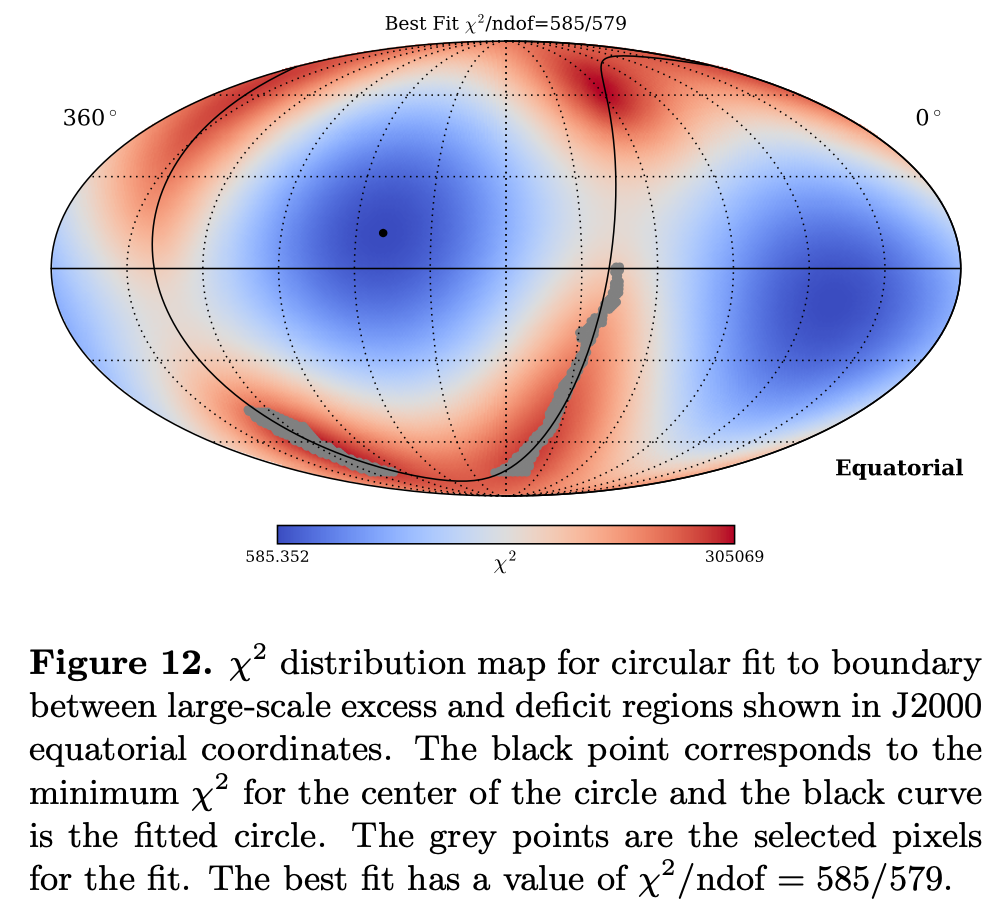 Best Fit χ²/ndof=585/579
360°
0°
Equatorial
585.352
305069
χ²
Figure 12. χ² distribution map for circular fit to boundary
between large-scale excess and deficit regions shown in J2000
equatorial coordinates. The black point corresponds to the
minimum χ² for the center of the circle and the black curve
is the fitted circle. The grey points are the selected pixels
for the fit. The best fit has a value of χ²/ndof = 585/579.